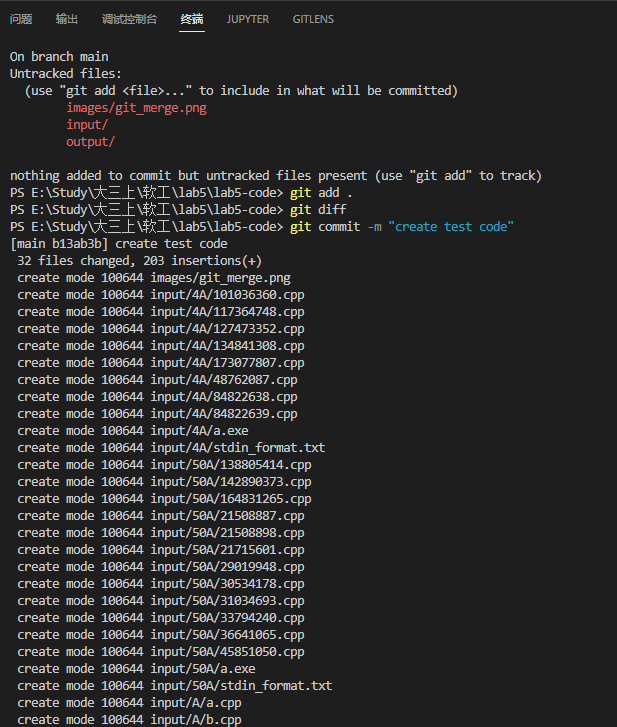 问题 输出 调试控制台 终端 JUPYTER GITLENS
On branch main
Untracked files:
  (use "git add <file>..." to include in what will be committed)
        images/git_merge.png
        input/
        output/
nothing added to commit but untracked files present (use "git add" to track)
PS E:\Study\大三上\软工\lab5\lab5-code> git add .
PS E:\Study\大三上\软工\lab5\lab5-code> git diff
PS E:\Study\大三上\软工\lab5\lab5-code> git commit -m "create test code"
[main b13ab3b] create test code
 32 files changed, 203 insertions(+)
 create mode 100644 images/git_merge.png
 create mode 100644 input/4A/101036360.cpp
 create mode 100644 input/4A/117364748.cpp
 create mode 100644 input/4A/127473352.cpp
 create mode 100644 input/4A/134841308.cpp
 create mode 100644 input/4A/173077807.cpp
 create mode 100644 input/4A/48762087.cpp
 create mode 100644 input/4A/84822638.cpp
 create mode 100644 input/4A/84822639.cpp
 create mode 100644 input/4A/a.exe
 create mode 100644 input/4A/stdin_format.txt
 create mode 100644 input/50A/138805414.cpp
 create mode 100644 input/50A/142890373.cpp
 create mode 100644 input/50A/164831265.cpp
 create mode 100644 input/50A/21508887.cpp
 create mode 100644 input/50A/21508898.cpp
 create mode 100644 input/50A/21715601.cpp
 create mode 100644 input/50A/29019948.cpp
 create mode 100644 input/50A/30534178.cpp
 create mode 100644 input/50A/31034693.cpp
 create mode 100644 input/50A/33794240.cpp
 create mode 100644 input/50A/36641065.cpp
 create mode 100644 input/50A/45851050.cpp
 create mode 100644 input/50A/a.exe
 create mode 100644 input/50A/stdin_format.txt
 create mode 100644 input/A/a.cpp
 create mode 100644 input/A/b.cpp